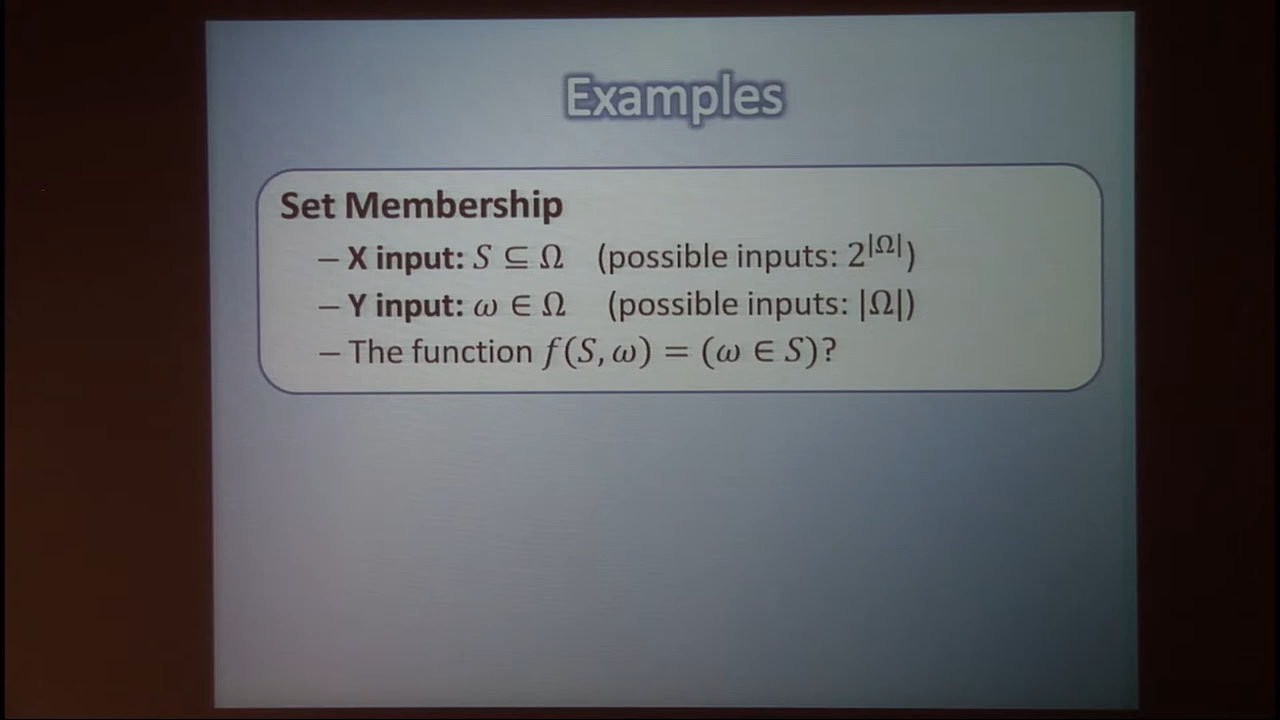 Examples
Set Membership
– X input: S ⊆ Ω (possible inputs: 2^|Ω|)
– Y input: ω ∈ Ω (possible inputs: |Ω|)
– The function f(S, ω) = (ω ∈ S)?